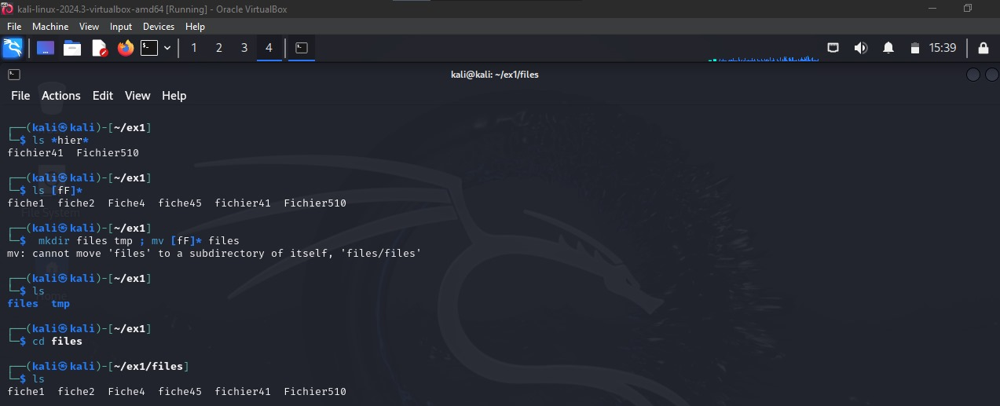 kali-linux-2024.3-virtualbox-amd64 [Running] - Oracle VirtualBox
File Machine View Input Devices Help
1 2 3 4 15:39
kali@kali: ~/ex1/files
File Actions Edit View Help
┌──(kali㉿kali)-[~/ex1]
└─$ ls *hier*
fichier41  Fichier510
┌──(kali㉿kali)-[~/ex1]
└─$ ls [fF]*
fiche1  fiche2  Fiche4  fiche45  fichier41  Fichier510
File System
┌──(kali㉿kali)-[~/ex1]
└─$  mkdir files tmp ; mv [fF]* files
mv: cannot move 'files' to a subdirectory of itself, 'files/files'
┌──(kali㉿kali)-[~/ex1]
└─$ ls
Home
files  tmp
┌──(kali㉿kali)-[~/ex1]
└─$ cd files
┌──(kali㉿kali)-[~/ex1/files]
└─$ ls
fiche1  fiche2  Fiche4  fiche45  fichier41  Fichier510